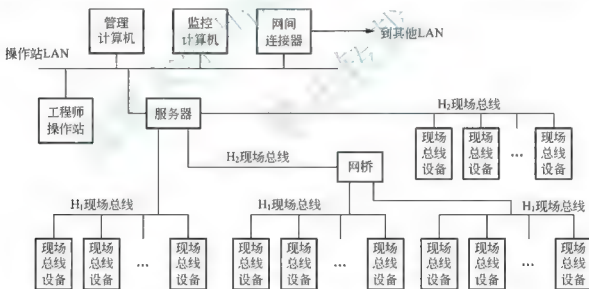 管理
计算机
监控
计算机
网间
连接器
到其他LAN
操作站LAN
工程师
操作站
服务器
H₂现场总线
现场
总线
设备
现场
总线
设备
...
现场
总线
设备
H₂现场总线
网桥
H₁现场总线
H₁现场总线
H₁现场总线
现场
总线
设备
现场
总线
设备
...
现场
总线
设备
现场
总线
设备
现场
总线
设备
...
现场
总线
设备
现场
总线
设备
现场
总线
设备
...
现场
总线
设备